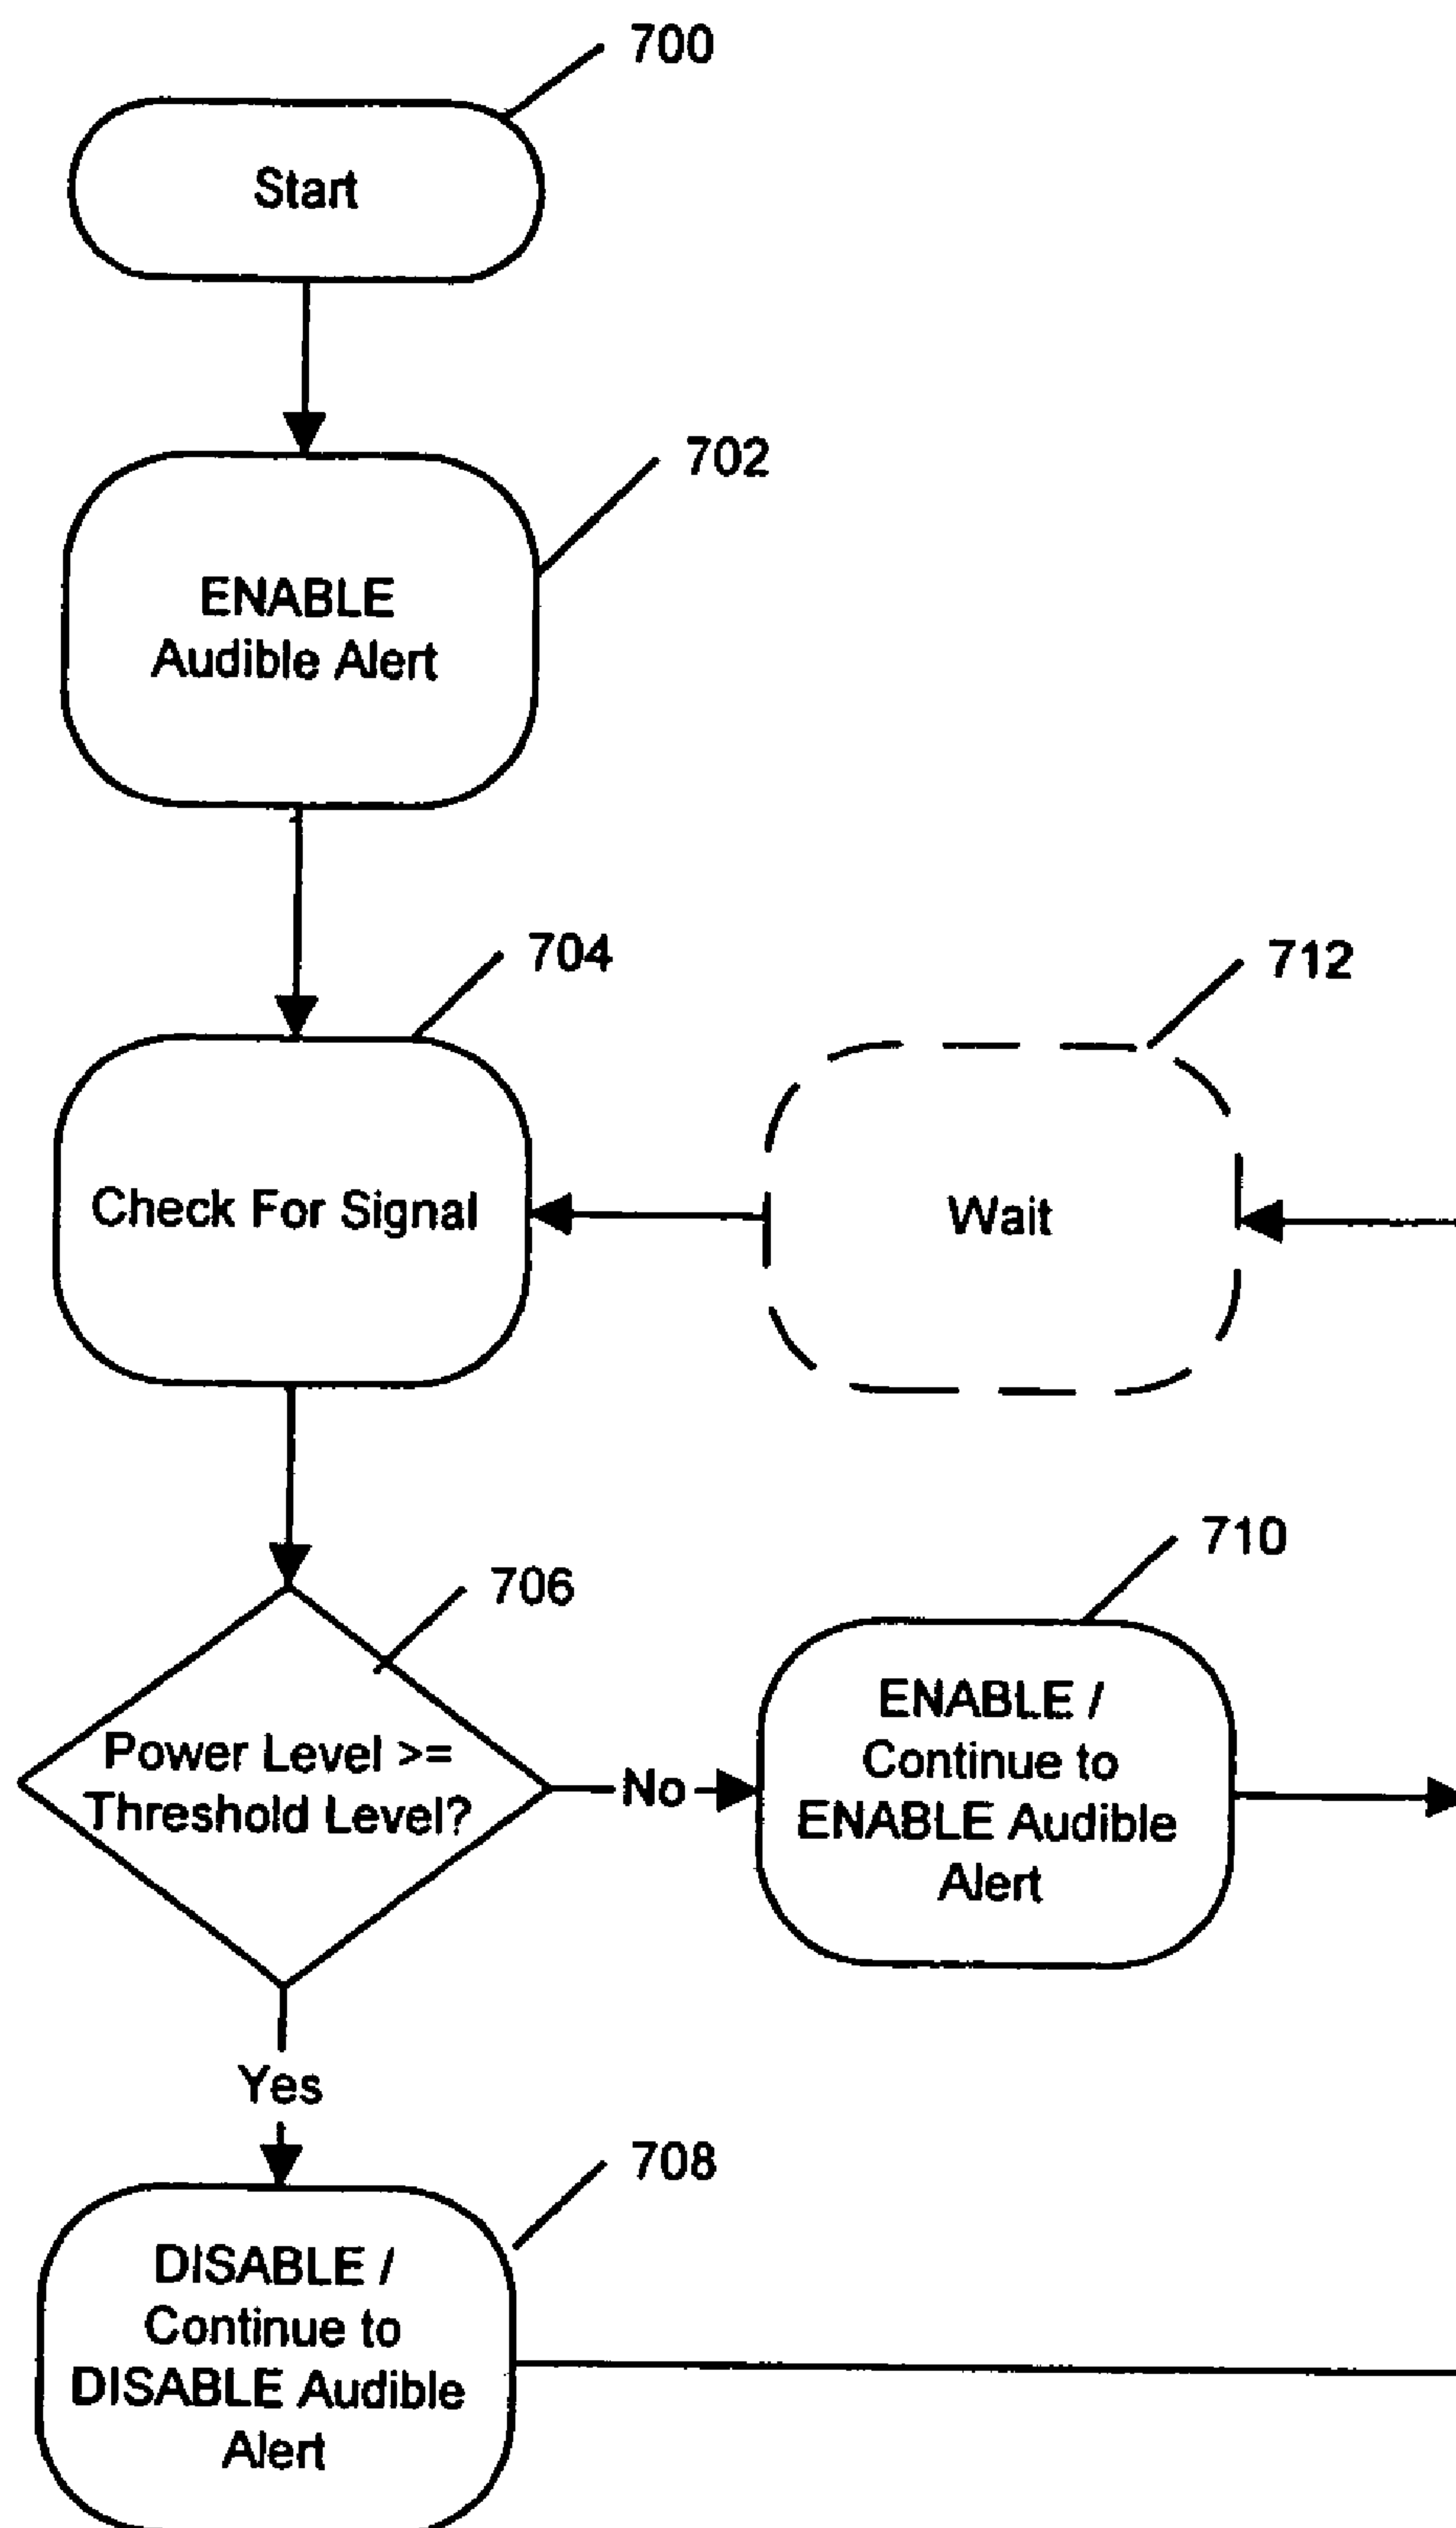 700
Start
702
ENABLE
Audible Alert
704
Check For Signal
712
Wait
706
Power Level >=
Threshold Level?
No
710
ENABLE /
Continue to
ENABLE Audible
Alert
Yes
708
DISABLE /
Continue to
DISABLE Audible
Alert